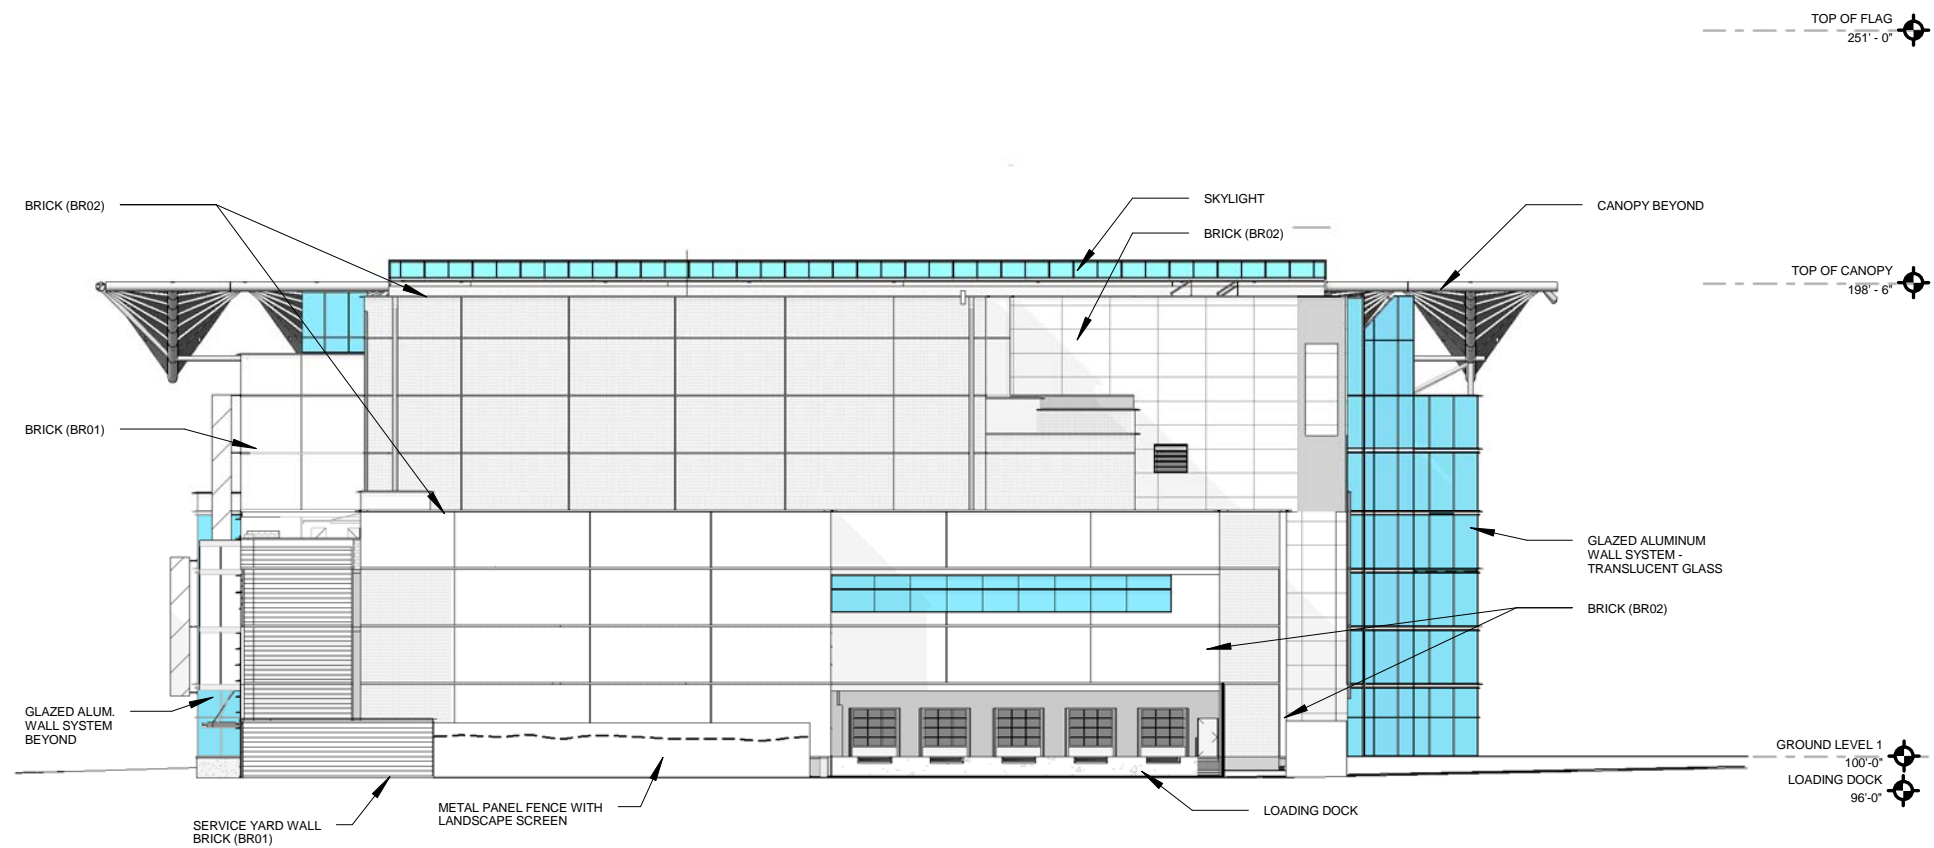 TOP OF FLAG
251' - 0"
BRICK (BR02)
SKYLIGHT
CANOPY BEYOND
BRICK (BR02)
TOP OF CANOPY
198' - 6"
BRICK (BR01)
GLAZED ALUMINUM
WALL SYSTEM -
TRANSLUCENT GLASS
BRICK (BR02)
GLAZED ALUM.
WALL SYSTEM
BEYOND
GROUND LEVEL 1
100'-0"
LOADING DOCK
96'-0"
METAL PANEL FENCE WITH
LANDSCAPE SCREEN
LOADING DOCK
SERVICE YARD WALL
BRICK (BR01)